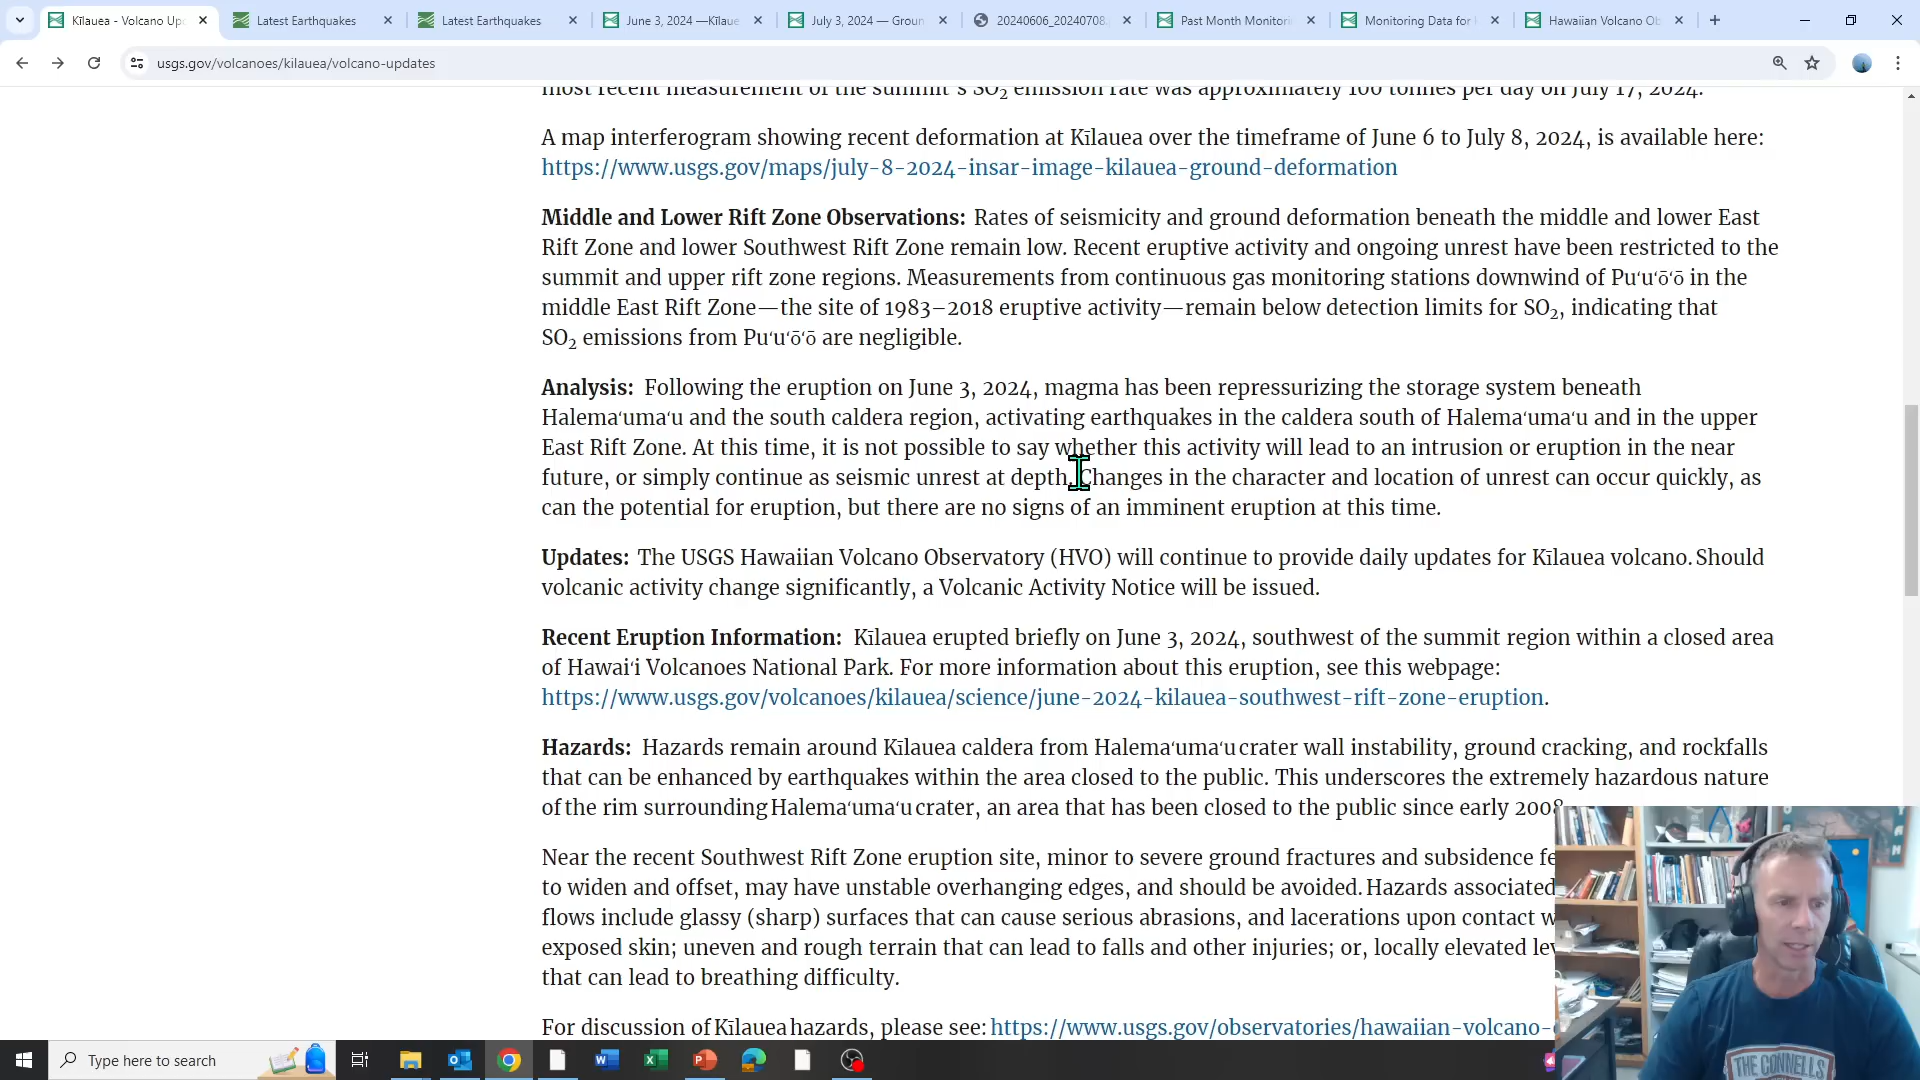 Kīlauea - Volcano Up
Latest Earthquakes
Latest Earthquakes
June 3, 2024 —Kīlaue
July 3, 2024 — Groun
20240606_20240708
Past Month Monitori
Monitoring Data for
Hawaiian Volcano Ob
usgs.gov/volcanoes/kilauea/volcano-updates
most recent measurement of the summit's SO2 emission rate was approximately 100 tonnes per day on July 17, 2024.
A map interferogram showing recent deformation at Kīlauea over the timeframe of June 6 to July 8, 2024, is available here:
https://www.usgs.gov/maps/july-8-2024-insar-image-kilauea-ground-deformation
Middle and Lower Rift Zone Observations: Rates of seismicity and ground deformation beneath the middle and lower East
Rift Zone and lower Southwest Rift Zone remain low. Recent eruptive activity and ongoing unrest have been restricted to the
summit and upper rift zone regions. Measurements from continuous gas monitoring stations downwind of Puʻuʻōʻō in the
middle East Rift Zone—the site of 1983–2018 eruptive activity—remain below detection limits for SO2, indicating that
SO2 emissions from Puʻuʻōʻō are negligible.
Analysis: Following the eruption on June 3, 2024, magma has been repressurizing the storage system beneath
Halemaʻumaʻu and the south caldera region, activating earthquakes in the caldera south of Halemaʻumaʻu and in the upper
East Rift Zone. At this time, it is not possible to say whether this activity will lead to an intrusion or eruption in the near
future, or simply continue as seismic unrest at depth. Changes in the character and location of unrest can occur quickly, as
can the potential for eruption, but there are no signs of an imminent eruption at this time.
Updates: The USGS Hawaiian Volcano Observatory (HVO) will continue to provide daily updates for Kīlauea volcano. Should
volcanic activity change significantly, a Volcanic Activity Notice will be issued.
Recent Eruption Information: Kīlauea erupted briefly on June 3, 2024, southwest of the summit region within a closed area
of Hawaiʻi Volcanoes National Park. For more information about this eruption, see this webpage:
https://www.usgs.gov/volcanoes/kilauea/science/june-2024-kilauea-southwest-rift-zone-eruption.
Hazards: Hazards remain around Kīlauea caldera from Halemaʻumaʻu crater wall instability, ground cracking, and rockfalls
that can be enhanced by earthquakes within the area closed to the public. This underscores the extremely hazardous nature
of the rim surrounding Halemaʻumaʻu crater, an area that has been closed to the public since early 2008
Near the recent Southwest Rift Zone eruption site, minor to severe ground fractures and subsidence fe
to widen and offset, may have unstable overhanging edges, and should be avoided. Hazards associated
flows include glassy (sharp) surfaces that can cause serious abrasions, and lacerations upon contact w
exposed skin; uneven and rough terrain that can lead to falls and other injuries; or, locally elevated lev
that can lead to breathing difficulty.
For discussion of Kīlauea hazards, please see: https://www.usgs.gov/observatories/hawaiian-volcano-
THE CONNELLS
Type here to search